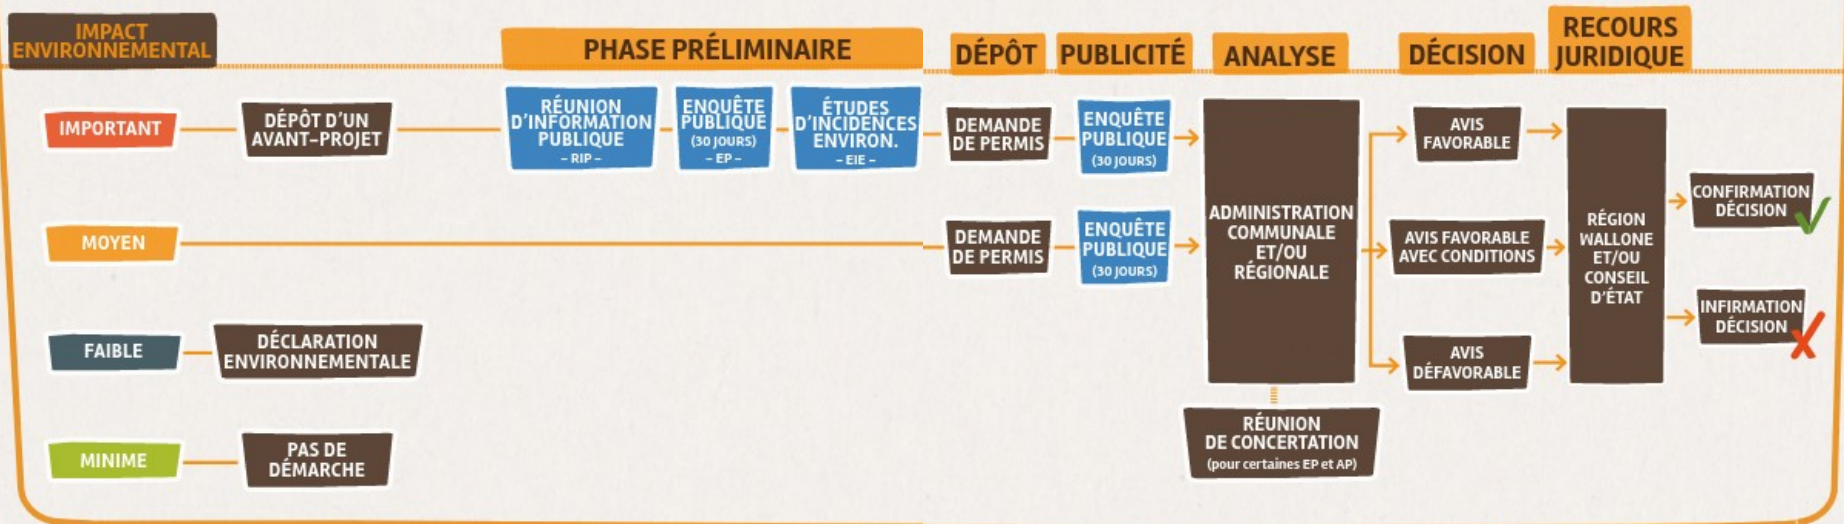 IMPACT
ENVIRONNEMENTAL
PHASE PRÉLIMINAIRE
DÉPÔT
PUBLICITÉ
ANALYSE
DÉCISION
RECOURS
JURIDIQUE
IMPORTANT
DÉPÔT D'UN
AVANT-PROJET
RÉUNION
D'INFORMATION
PUBLIQUE
- RIP -
ENQUÊTE
PUBLIQUE
(30 JOURS)
- EP -
ÉTUDES
D'INCIDENCES
ENVIRON.
- EIE -
DEMANDE
DE PERMIS
ENQUÊTE
PUBLIQUE
(30 JOURS)
MOYEN
DEMANDE
DE PERMIS
ENQUÊTE
PUBLIQUE
(30 JOURS)
ADMINISTRATION
COMMUNALE
ET/OU
RÉGIONALE
AVIS
FAVORABLE
AVIS FAVORABLE
AVEC CONDITIONS
AVIS
DÉFAVORABLE
RÉGION
WALLONE
ET/OU
CONSEIL
D'ÉTAT
CONFIRMATION
DÉCISION
INFIRMATION
DÉCISION
FAIBLE
DÉCLARATION
ENVIRONNEMENTALE
MINIME
PAS DE
DÉMARCHE
RÉUNION
DE CONCERTATION
(pour certaines EP et AP)